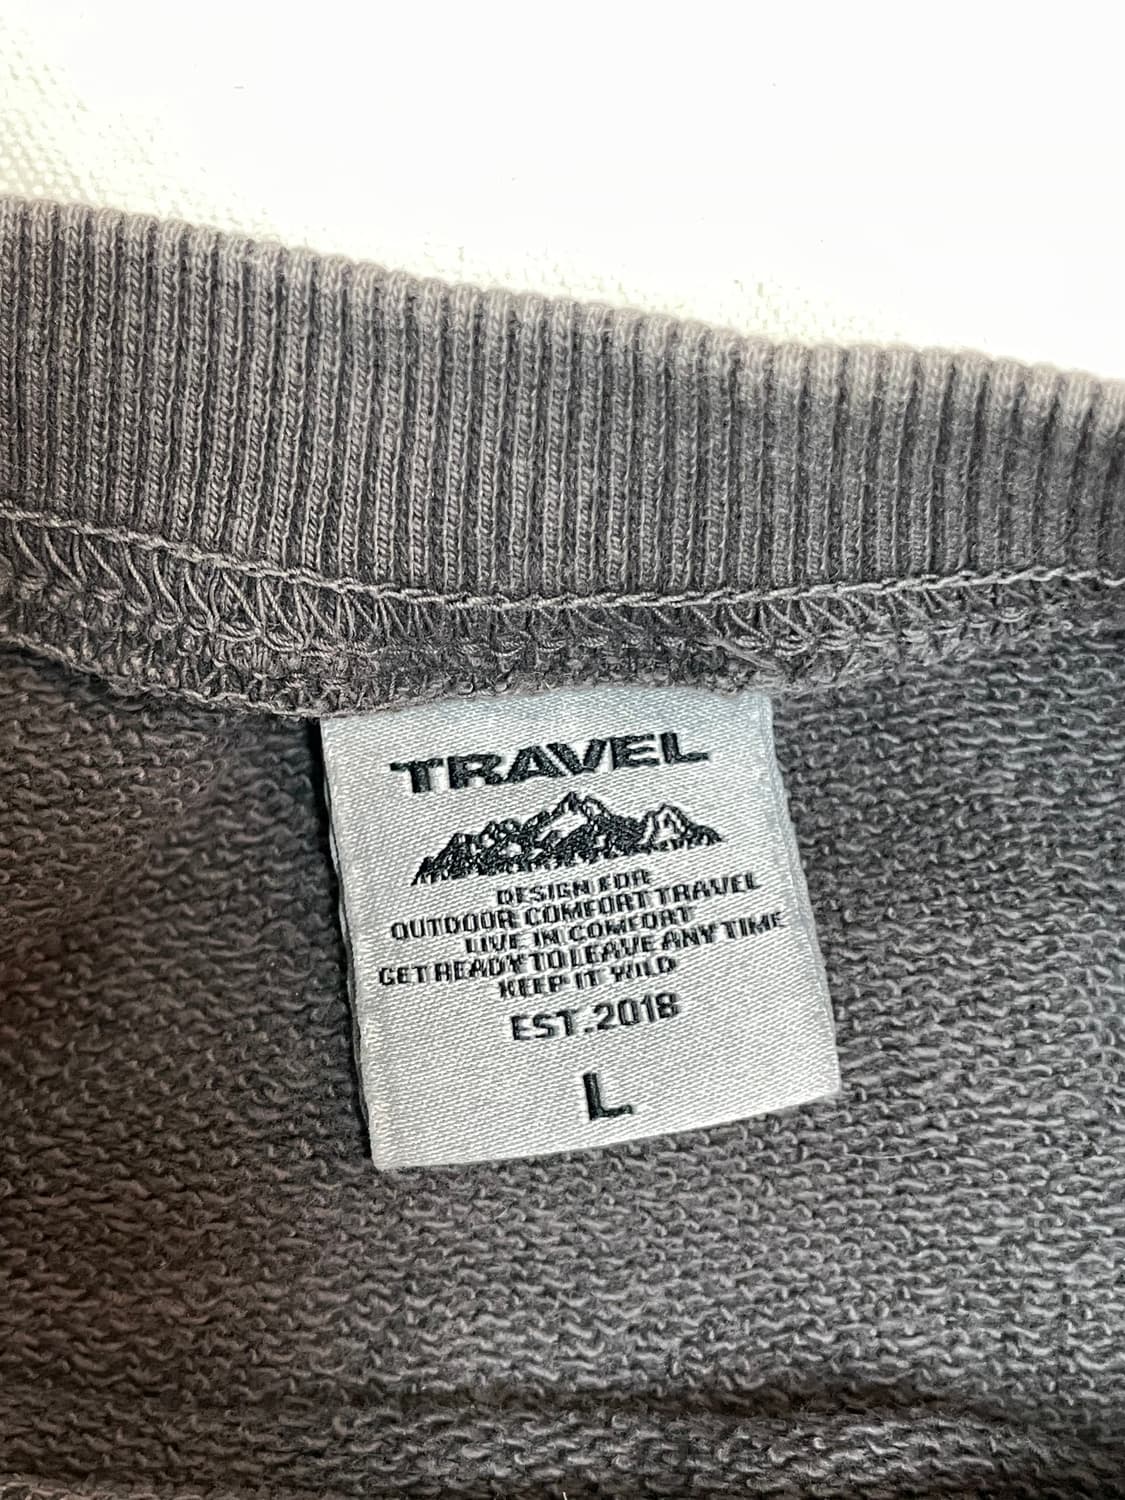 TRAVEL
DESIGN FOR
OUTDOOR COMFORT TRAVEL
LIVE IN COMFORT
GET READY TO LEAVE ANY TIME
KEEP IT WILD
EST.2018
L